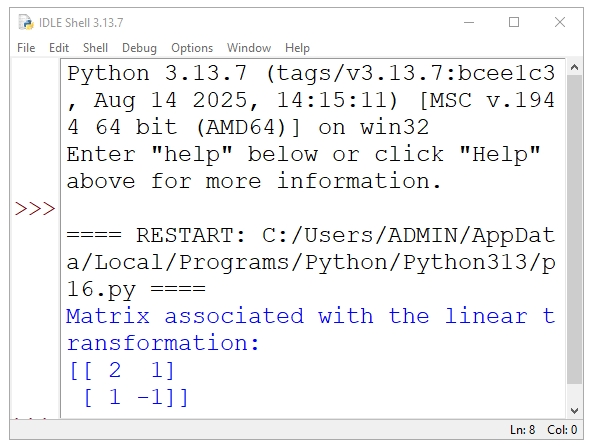 IDLE Shell 3.13.7
File Edit Shell Debug Options Window Help
Python 3.13.7 (tags/v3.13.7:bcee1c3
, Aug 14 2025, 14:15:11) [MSC v.194
4 64 bit (AMD64)] on win32
Enter "help" below or click "Help"
above for more information.
>>>
==== RESTART: C:/Users/ADMIN/AppDat
a/Local/Programs/Python/Python313/p
16.py ====
Matrix associated with the linear t
ransformation:
[[ 2  1]
 [ 1 -1]]
>>>
Ln: 8 Col: 0